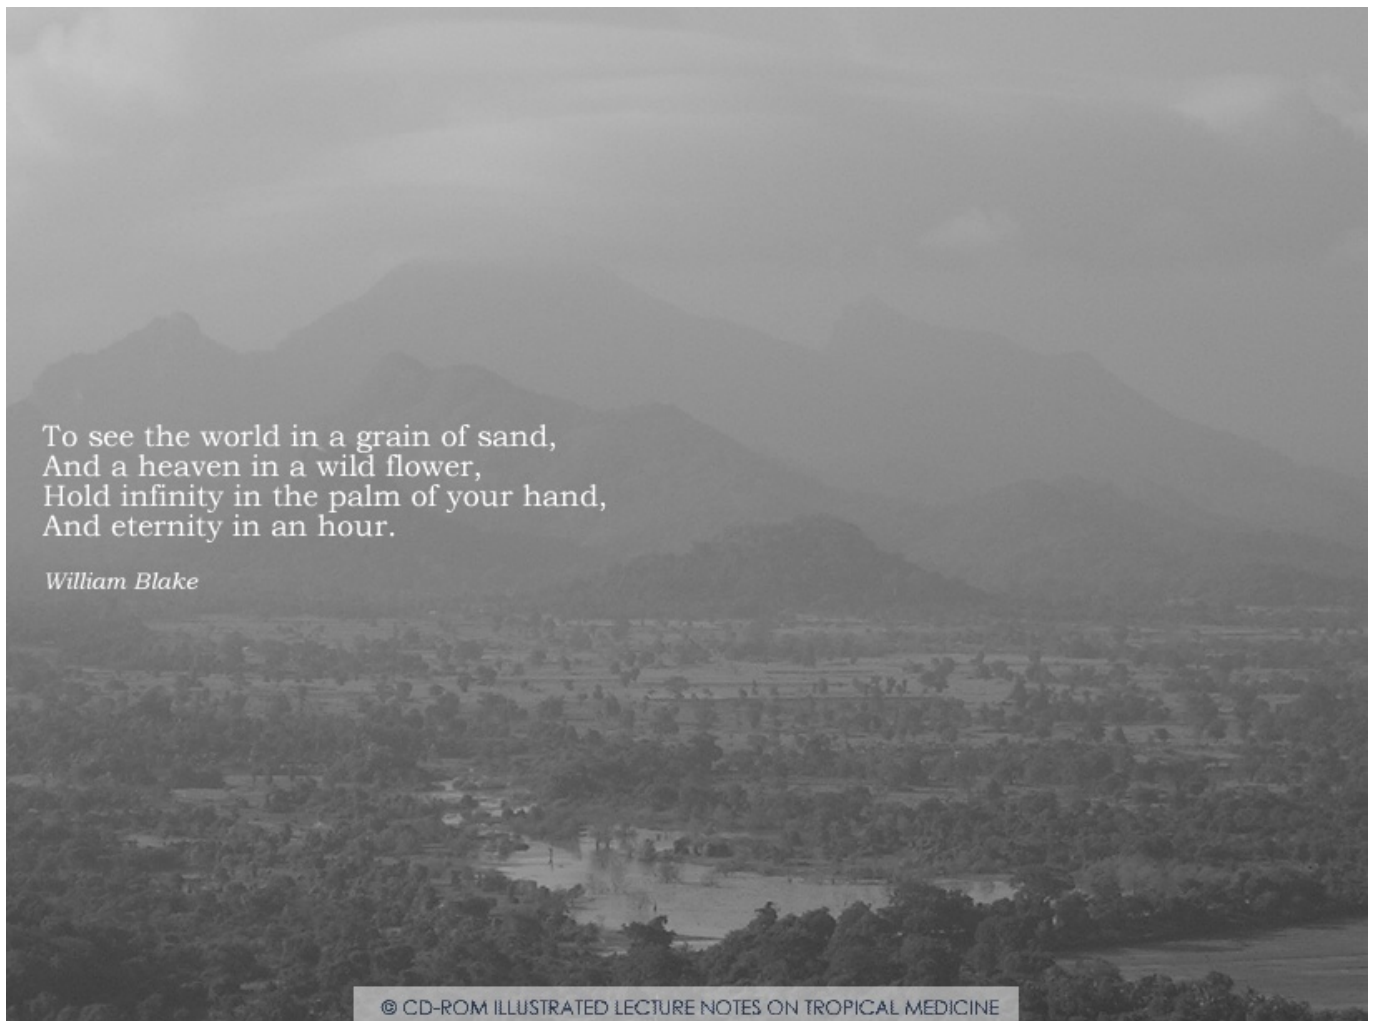 To see the world in a grain of sand,
And a heaven in a wild flower,
Hold infinity in the palm of your hand,
And eternity in an hour.
William Blake
© CD-ROM ILLUSTRATED LECTURE NOTES ON TROPICAL MEDICINE